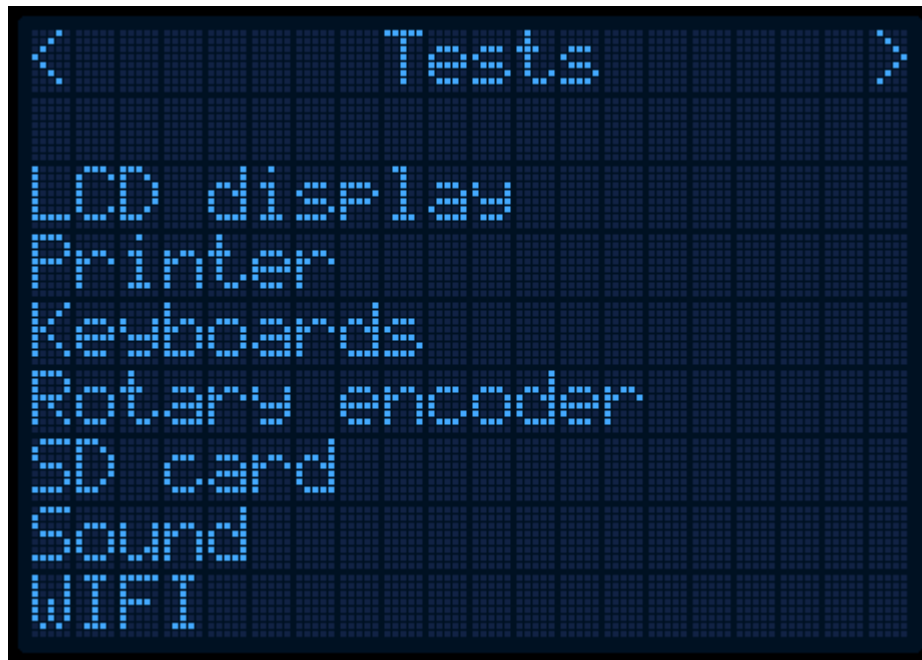 < Tests >
LCD display
Printer
Keyboards
Rotary encoder
SD card
Sound
WIFI